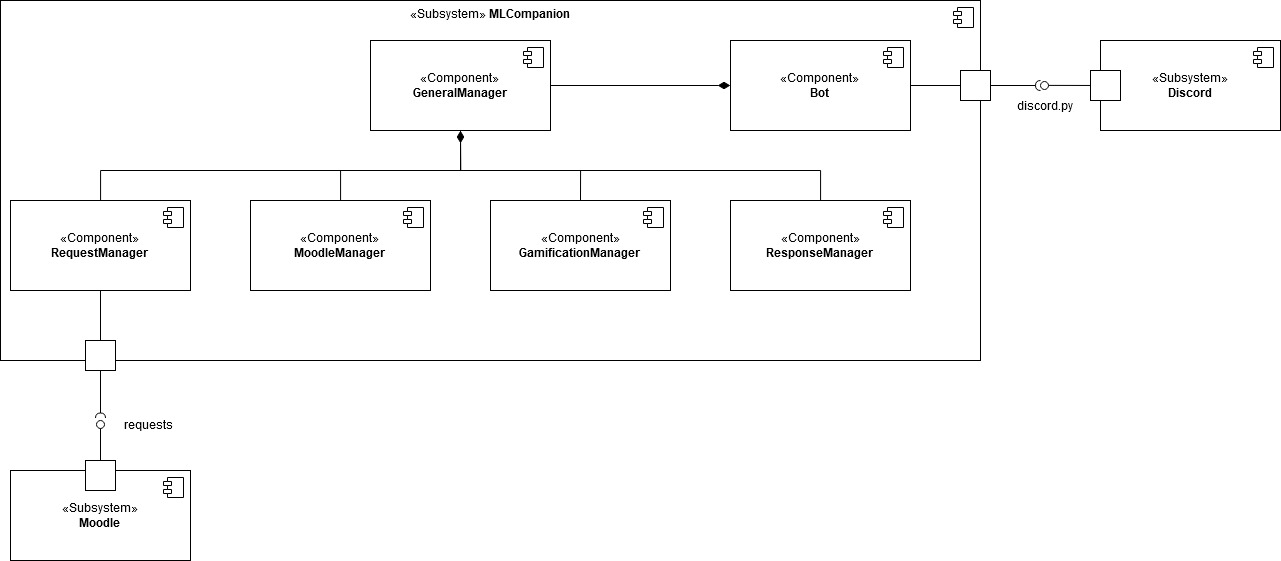 «Subsystem» MLCompanion
«Component»
GeneralManager
«Component»
Bot
«Subsystem»
Discord
discord.py
«Component»
RequestManager
«Component»
MoodleManager
«Component»
GamificationManager
«Component»
ResponseManager
requests
«Subsystem»
Moodle